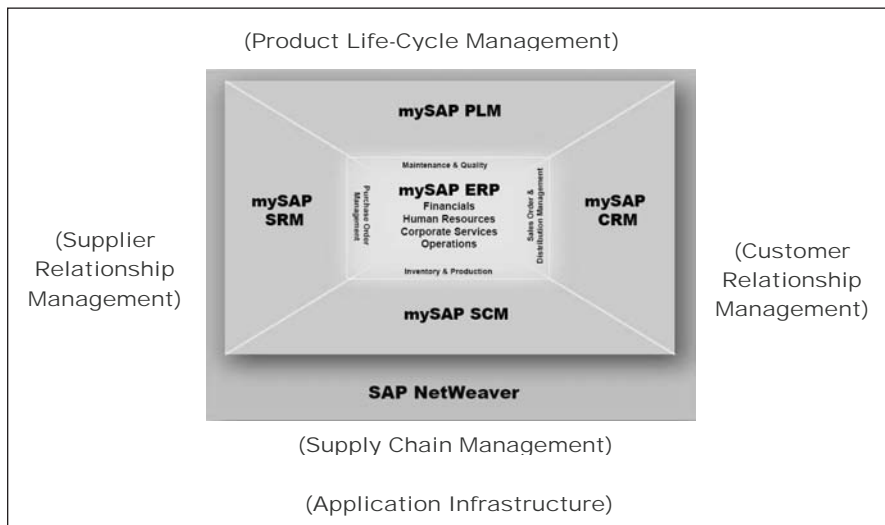 (Product Life-Cycle Management)
mySAP PLM
Maintenance & Quality
mySAP
SRM
Purchase Order
Management
mySAP ERP
Financials
Human Resources
Corporate Services
Operations
Sales Order &
Distribution Management
mySAP
CRM
(Supplier
Relationship
Management)
(Customer
Relationship
Management)
Inventory & Production
mySAP SCM
SAP NetWeaver
(Supply Chain Management)
(Application Infrastructure)